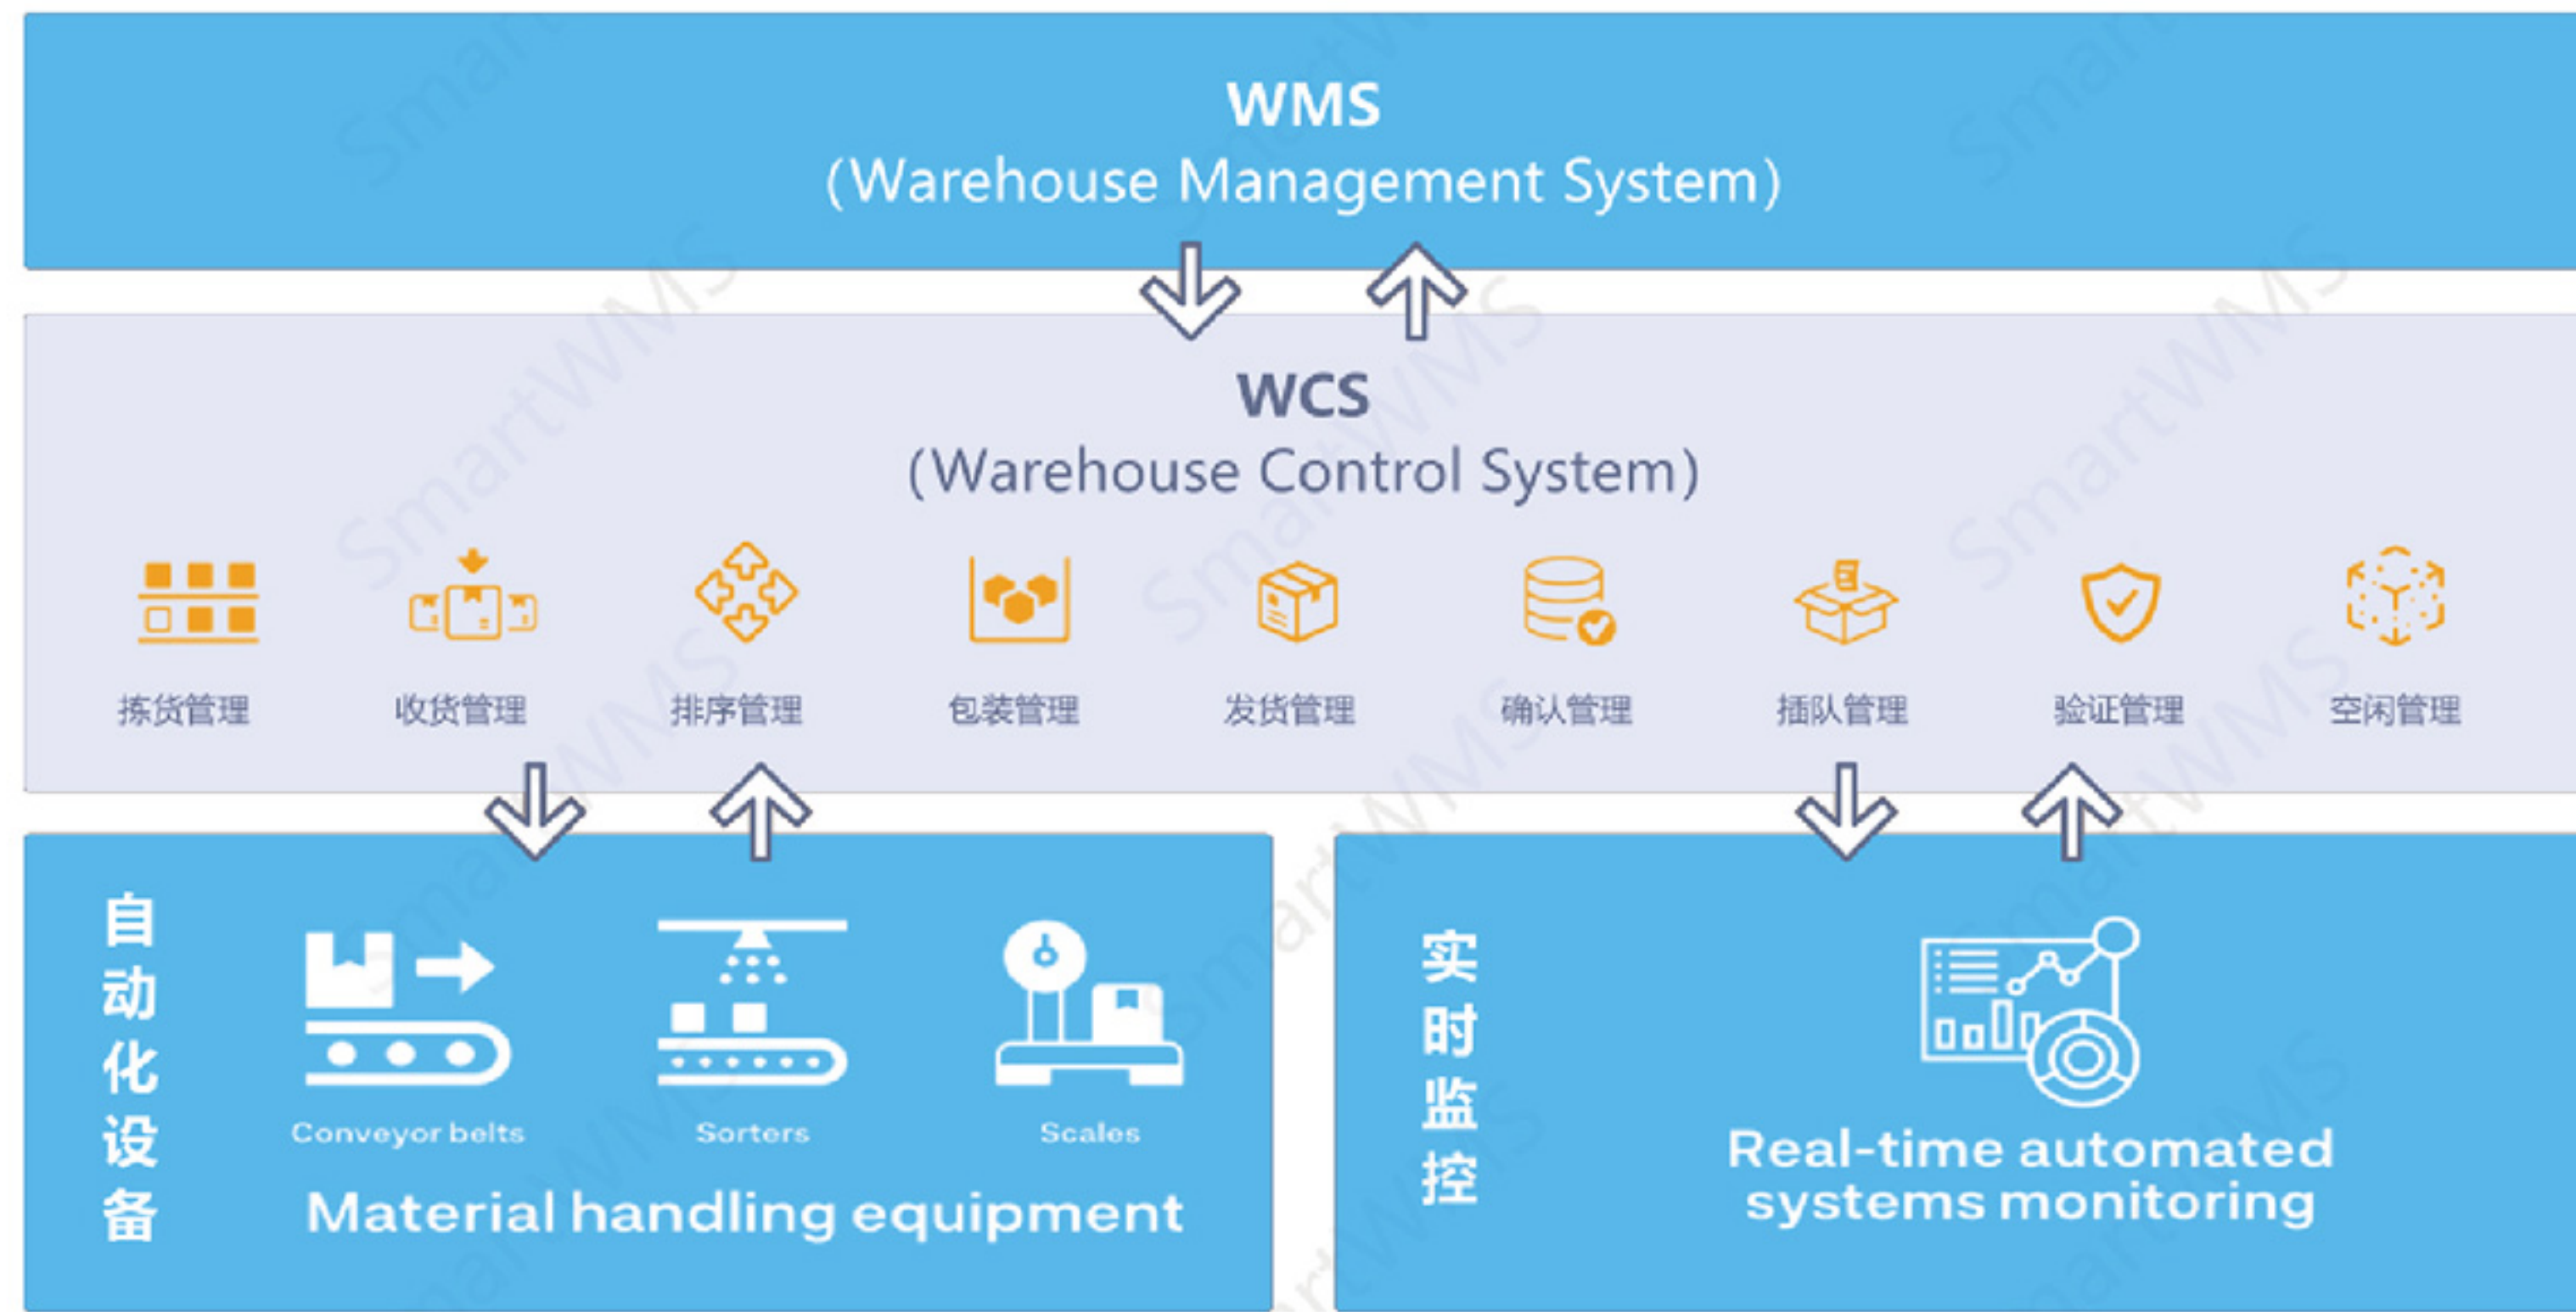 WMS
(Warehouse Management System)
WCS
(Warehouse Control System)
拣货管理 收货管理 排序管理 包装管理 发货管理 确认管理 插队管理 验证管理 空闲管理
自动化设备
Conveyor belts Sorters Scales
Material handling equipment
实时监控
Real-time automated
systems monitoring
SmartWMS